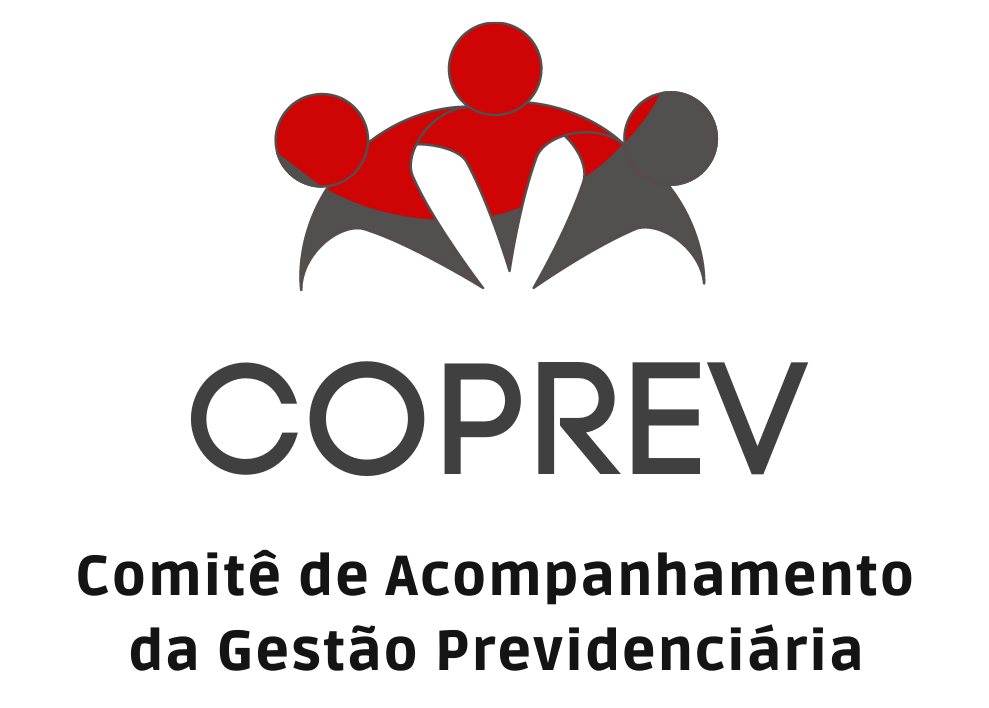 COPREV
Comitê de Acompanhamento
da Gestão Previdenciária